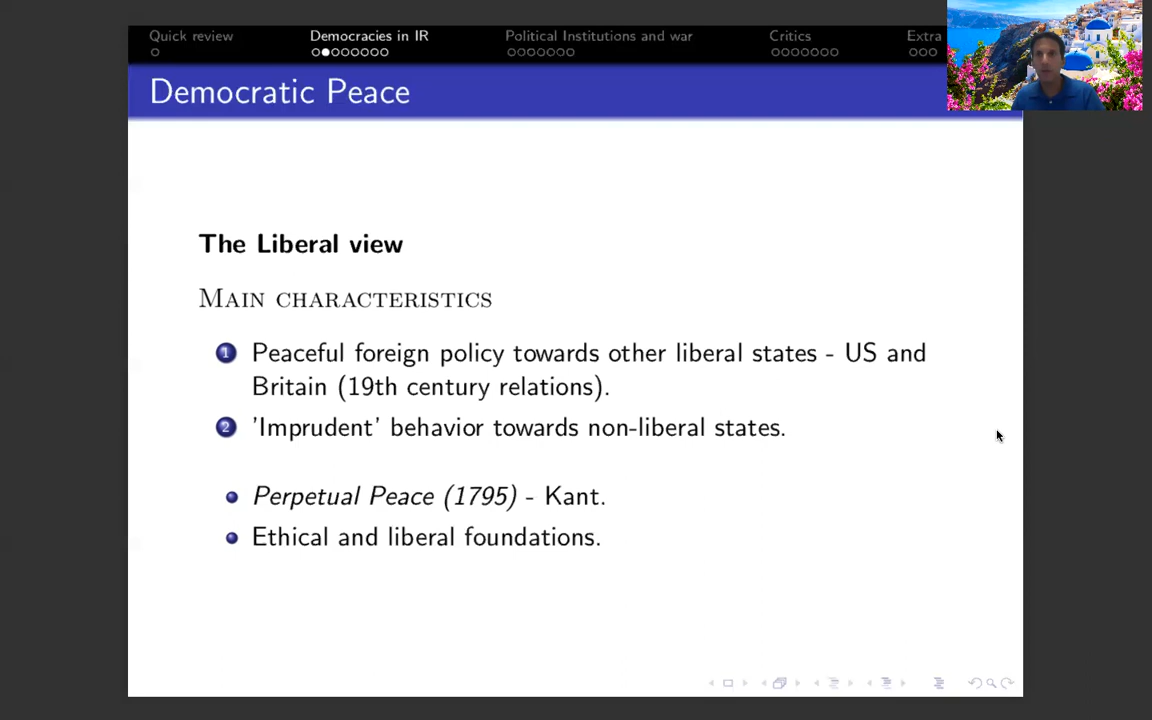 Quick review
Democracies in IR
Political Institutions and war
Critics
Extra
Democratic Peace
The Liberal view
Main characteristics
1 Peaceful foreign policy towards other liberal states - US and
Britain (19th century relations).
2 'Imprudent' behavior towards non-liberal states.
Perpetual Peace (1795) - Kant.
Ethical and liberal foundations.